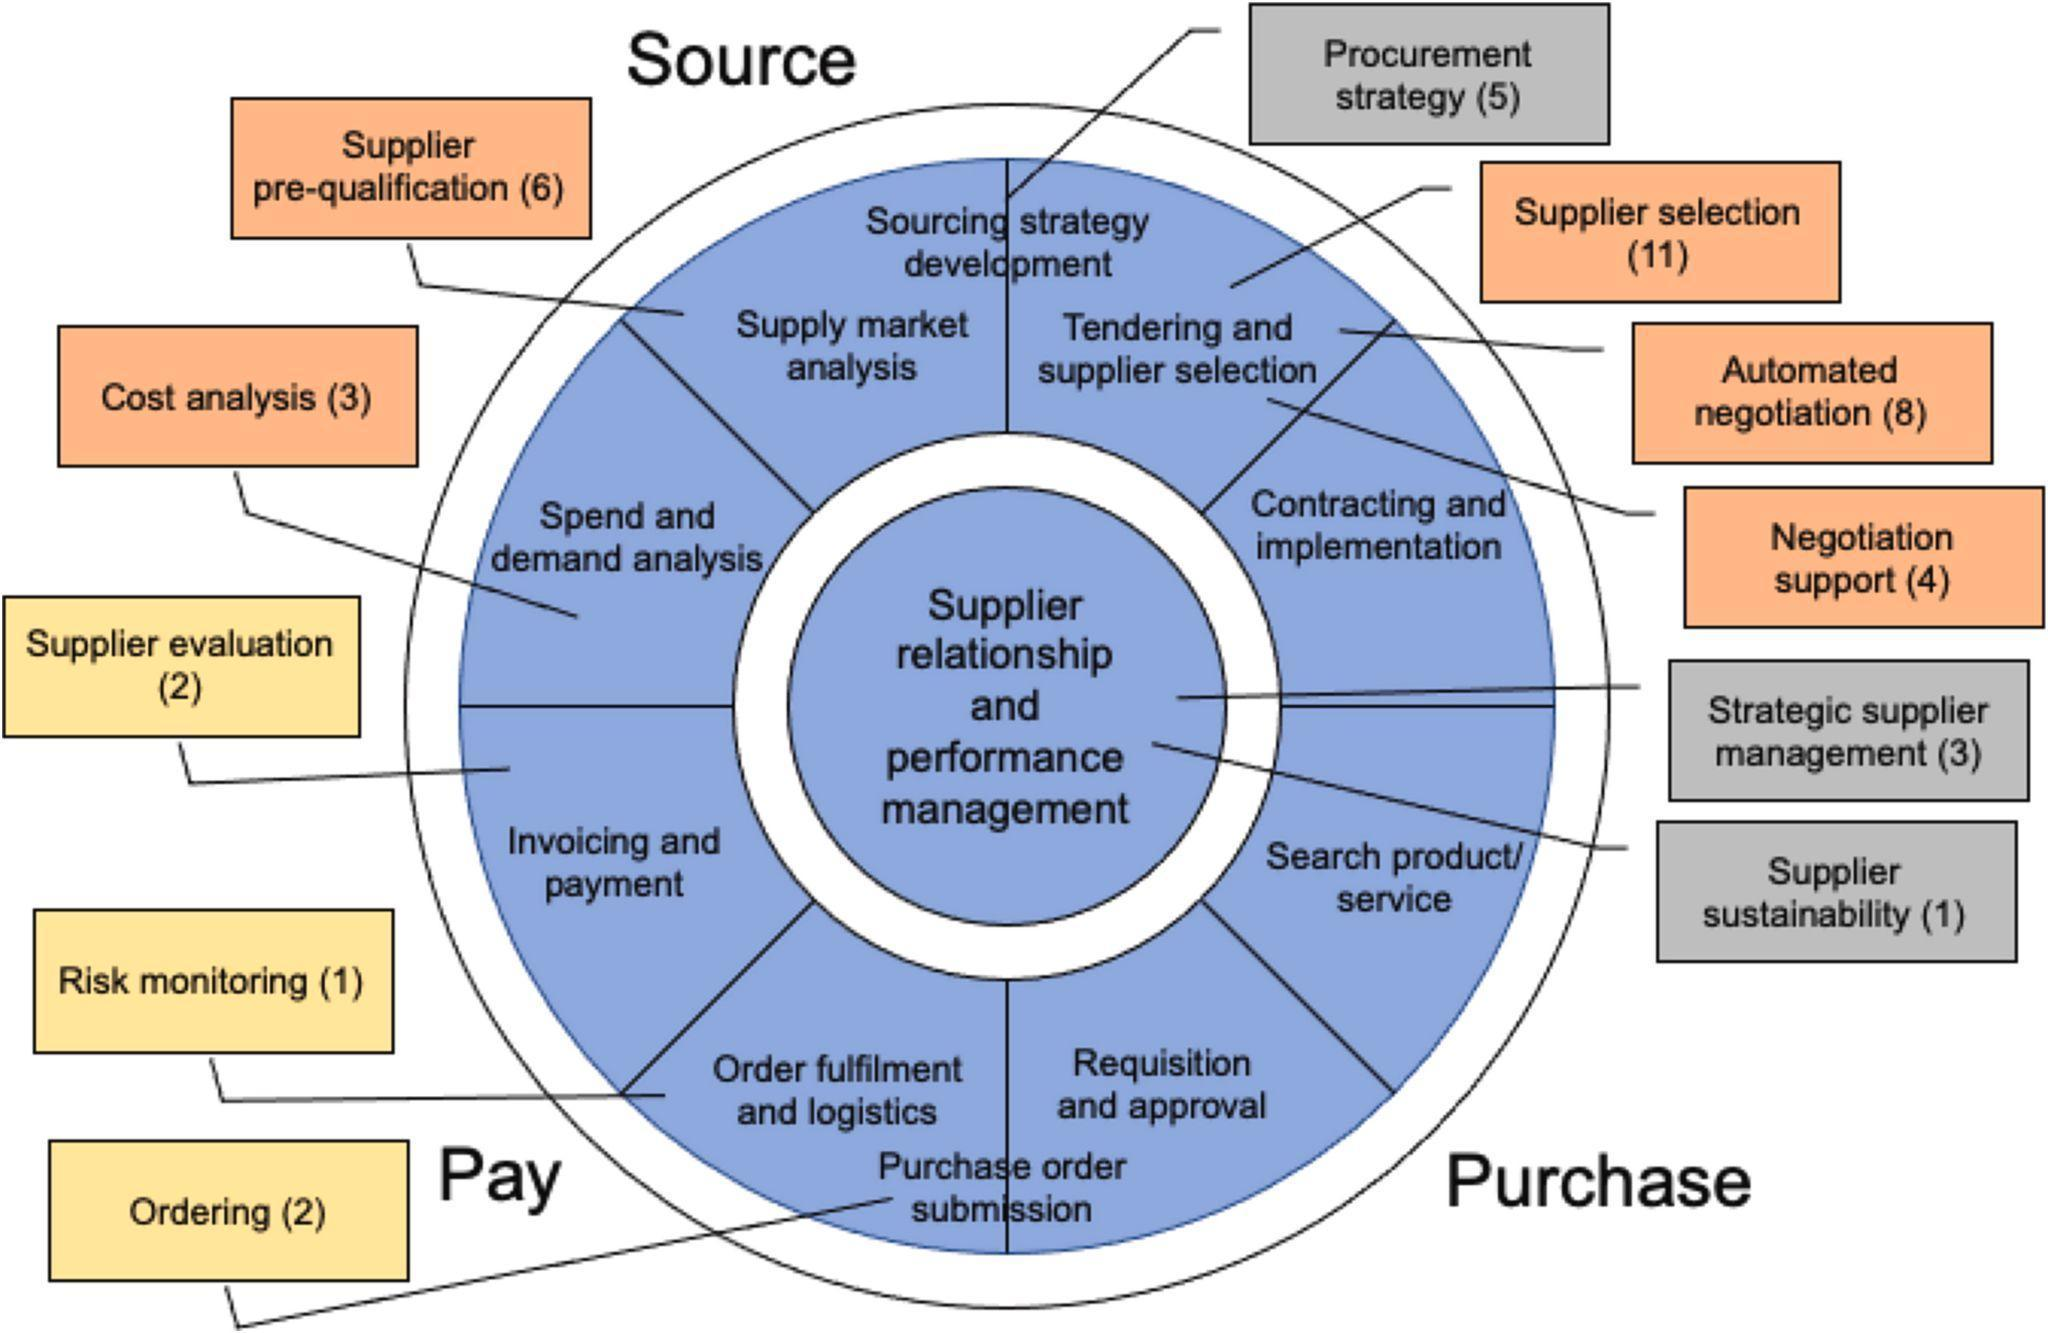 Source
Procurement
strategy (5)
Supplier
pre-qualification (6)
Supplier selection
(11)
Sourcing strategy
development
Supply market
analysis
Tendering and
supplier selection
Automated
negotiation (8)
Cost analysis (3)
Spend and
demand analysis
Contracting and
implementation
Negotiation
support (4)
Supplier evaluation
(2)
Supplier
relationship
and
performance
management
Strategic supplier
management (3)
Invoicing and
payment
Search product/
service
Supplier
sustainability (1)
Risk monitoring (1)
Order fulfilment
and logistics
Requisition
and approval
Pay
Purchase order
submission
Purchase
Ordering (2)